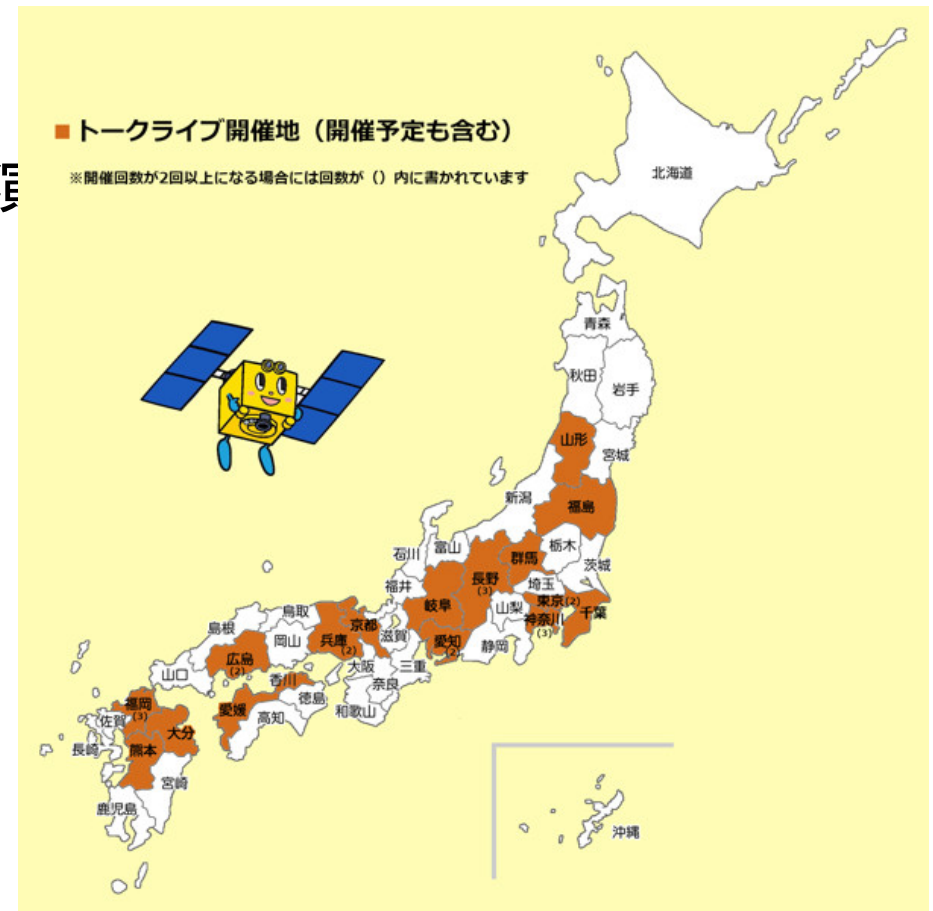 ■トークライブ開催地（開催予定も含む）
※開催回数が2回以上になる場合には回数が（）内に書かれています
北海道
青森
秋田
岩手
山形
宮城
新潟
福島
石川
富山
群馬
栃木
茨城
長野
(3)
福井
岐阜
埼玉
山梨
東京(2)
千葉
神奈川
(3)
鳥取
京都
滋賀
愛知
(2)
静岡
島根
岡山
兵庫
(2)
広島
(2)
大阪
三重
山口
香川
奈良
徳島
和歌山
愛媛
高知
福岡
(3)
佐賀
大分
長崎
熊本
宮崎
鹿児島
沖縄